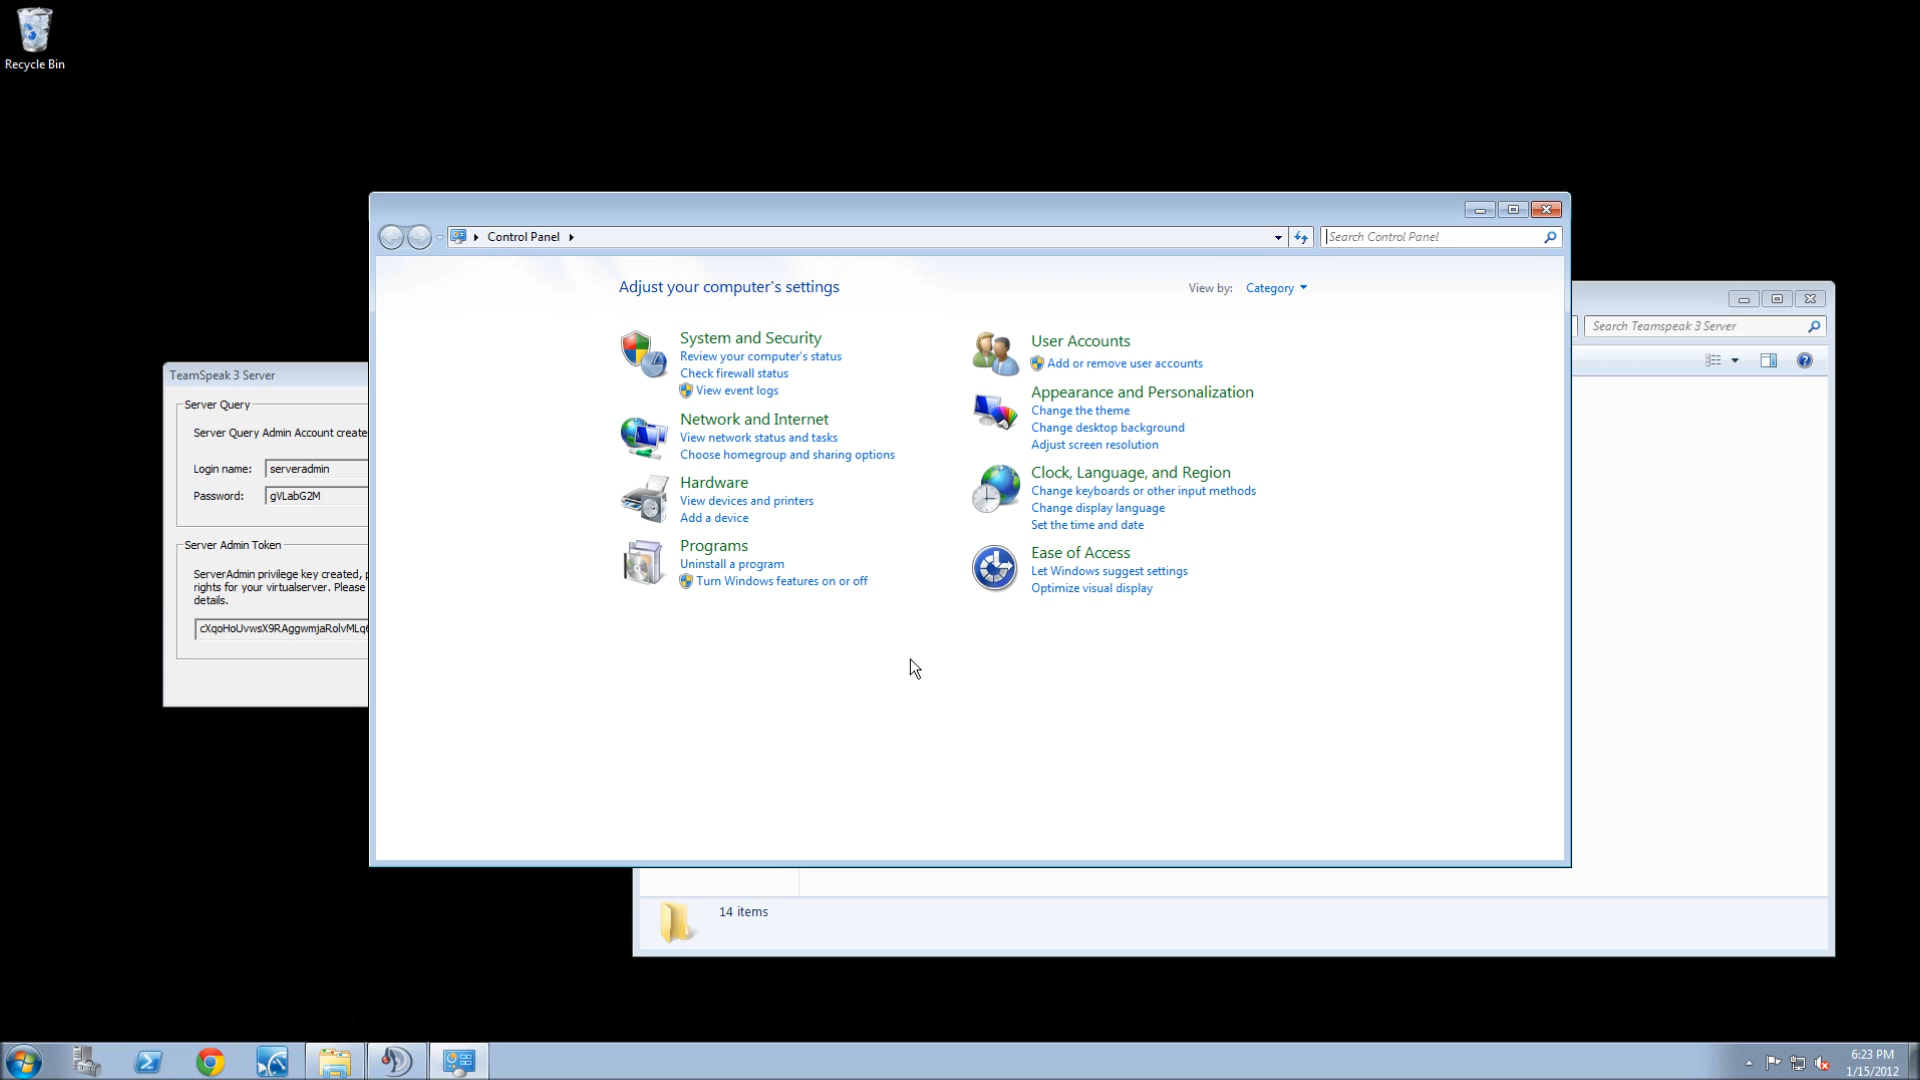 Recycle Bin
Control Panel
Search Control Panel
Adjust your computer's settings
View by: Category
System and Security
Review your computer's status
Check firewall status
View event logs
Network and Internet
View network status and tasks
Choose homegroup and sharing options
Hardware
View devices and printers
Add a device
Programs
Uninstall a program
Turn Windows features on or off
User Accounts
Add or remove user accounts
Appearance and Personalization
Change the theme
Change desktop background
Adjust screen resolution
Clock, Language, and Region
Change keyboards or other input methods
Change display language
Set the time and date
Ease of Access
Let Windows suggest settings
Optimize visual display
TeamSpeak 3 Server
Server Query
Server Query Admin Account create
Login name: serveradmin
Password: gVLabG2M
Server Admin Token
ServerAdmin privilege key created, p
rights for your virtualserver. Please
details.
cXqoHoUvwsX9RAggwmjaRolvMLq6
Search Teamspeak 3 Server
14 items
6:23 PM
1/15/2012